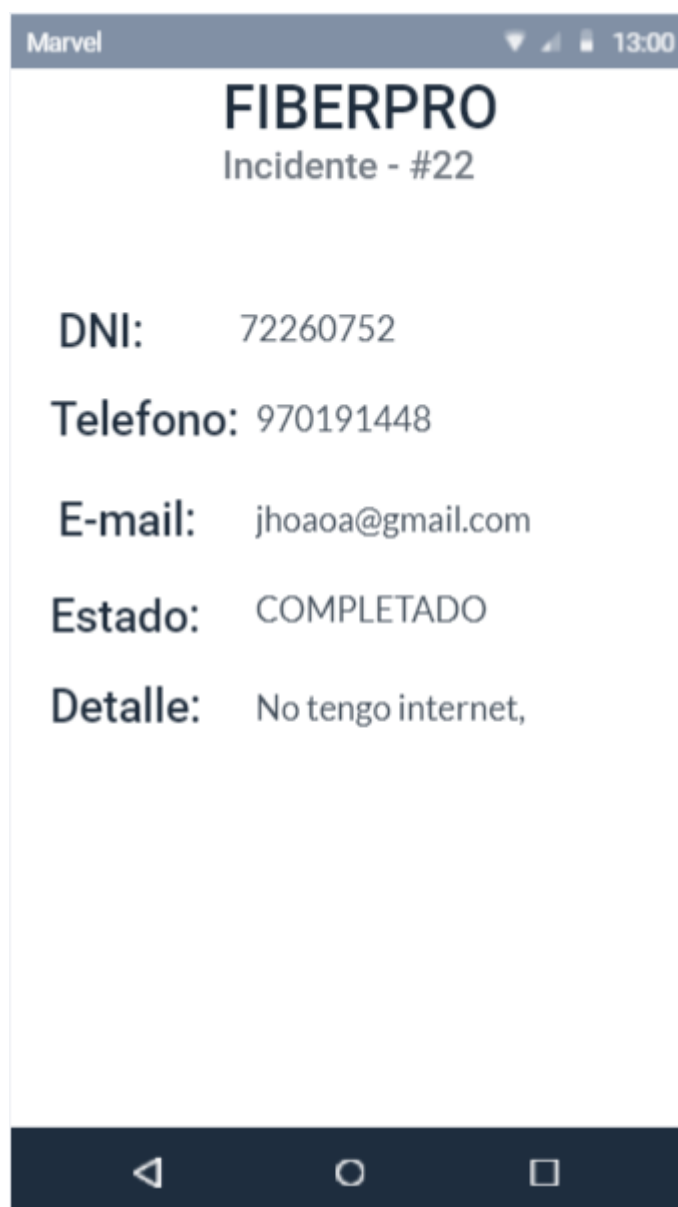 Marvel 13:00
FIBERPRO
Incidente - #22
DNI: 72260752
Telefono: 970191448
E-mail: jhoaoa@gmail.com
Estado: COMPLETADO
Detalle: No tengo internet,